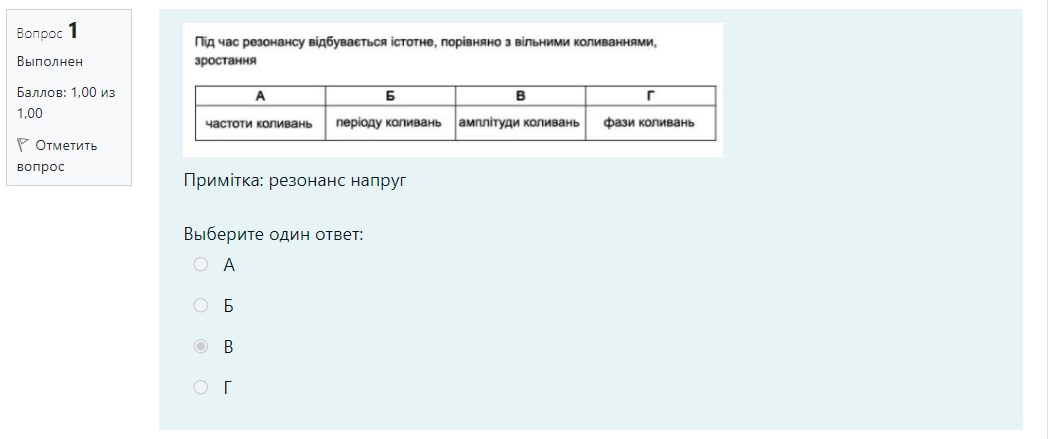 Вопрос 1
Выполнен
Баллов: 1,00 из
1,00
Отметить
вопрос
Під час резонансу відбувається істотне, порівняно з вільними коливаннями,
зростання
А Б В Г
частоти коливань періоду коливань амплітуди коливань фази коливань
Примітка: резонанс напруг
Выберите один ответ:
А
Б
В
Г